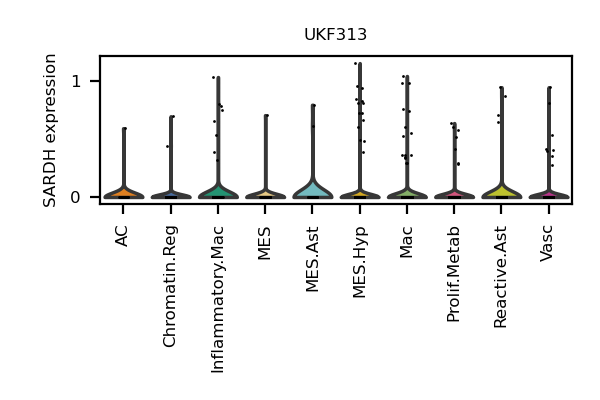 UKF313
SARDH expression
1
0
AC
Chromatin.Reg
Inflammatory.Mac
MES
MES.Ast
MES.Hyp
Mac
Prolif.Metab
Reactive.Ast
Vasc